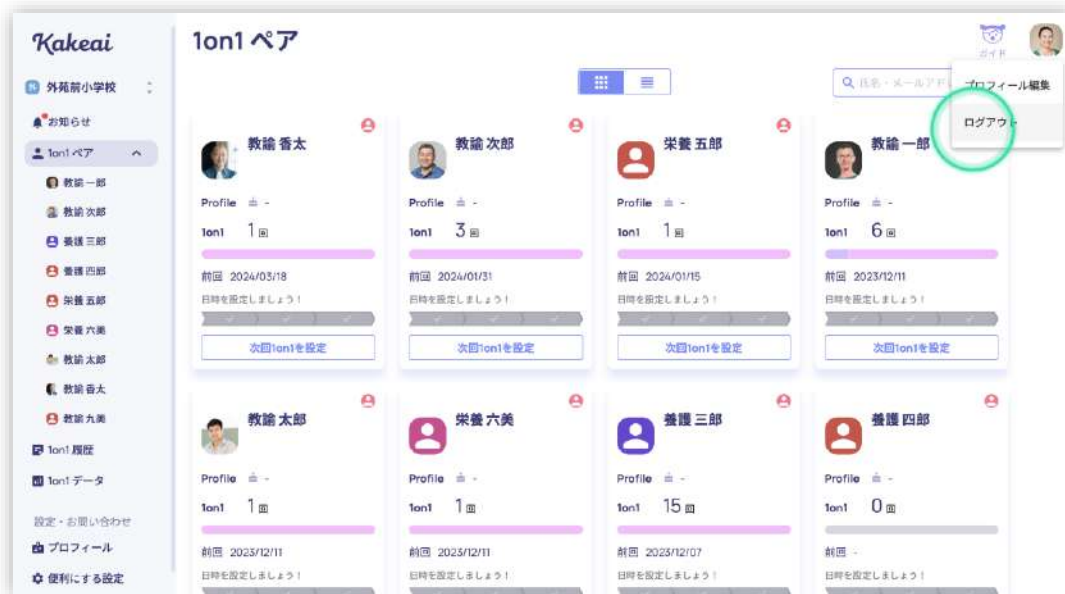 Kakeai
1on1 ペア
ガイド
外苑前小学校
お知らせ
1on1 ペア
教諭 一郎
教諭 次郎
養護 三郎
養護 四郎
栄養 五郎
栄養 六美
教諭 太郎
教諭 香太
教諭 九美
1on1 履歴
1on1 データ
設定・お問い合わせ
プロフィール
便利にする設定
氏名・メールアドレ
プロフィール編集
ログアウト
教諭 香太
Profile -
1on1 1 回
前回 2024/03/18
日時を設定しましょう！
次回1on1を設定
教諭 次郎
Profile -
1on1 3 回
前回 2024/01/31
日時を設定しましょう！
次回1on1を設定
栄養 五郎
Profile -
1on1 1 回
前回 2024/01/15
日時を設定しましょう！
次回1on1を設定
教諭 一郎
Profile -
1on1 6 回
前回 2023/12/11
日時を設定しましょう！
次回1on1を設定
教諭 太郎
Profile -
1on1 1 回
前回 2023/12/11
日時を設定しましょう！
栄養 六美
Profile -
1on1 1 回
前回 2023/12/11
日時を設定しましょう！
養護 三郎
Profile -
1on1 15 回
前回 2023/12/07
日時を設定しましょう！
養護 四郎
Profile -
1on1 0 回
前回 -
日時を設定しましょう！